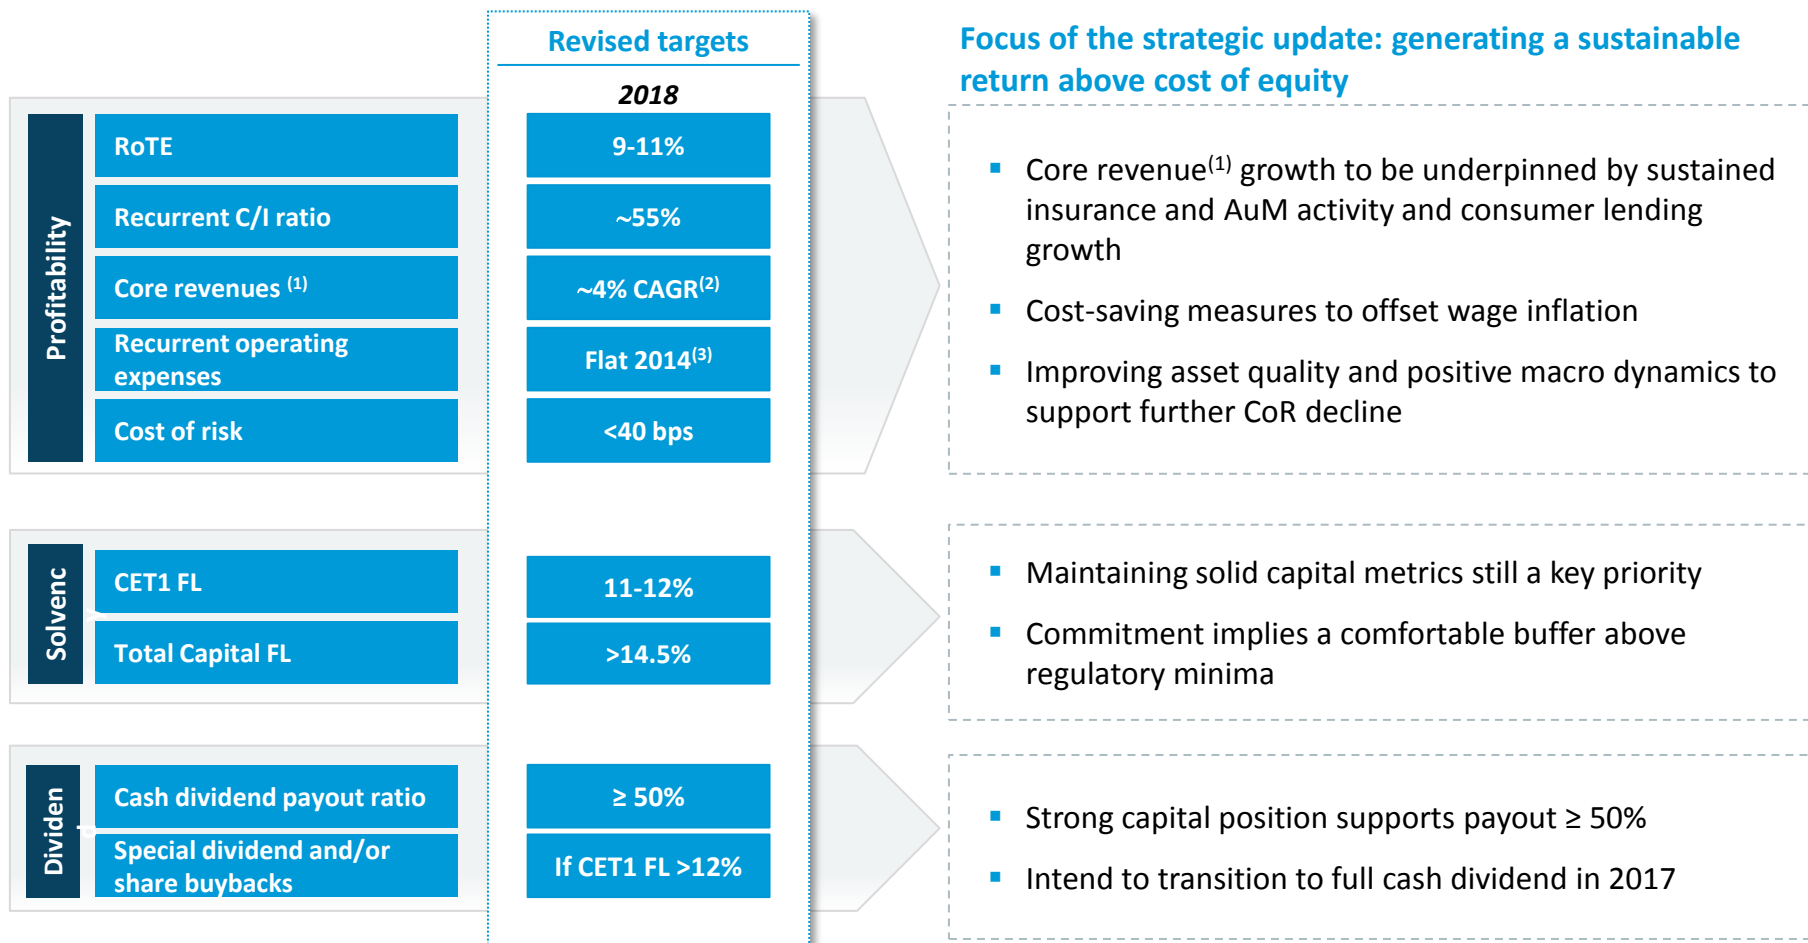 Revised targets
2018
Focus of the strategic update: generating a sustainable
return above cost of equity
Profitability
RoTE
9-11%
Recurrent C/I ratio
~55%
Core revenues (1)
~4% CAGR(2)
Recurrent operating
expenses
Flat 2014(3)
Cost of risk
<40 bps
▪ Core revenue(1) growth to be underpinned by sustained
insurance and AuM activity and consumer lending
growth
▪ Cost-saving measures to offset wage inflation
▪ Improving asset quality and positive macro dynamics to
support further CoR decline
Solvenc
y
CET1 FL
11-12%
Total Capital FL
>14.5%
▪ Maintaining solid capital metrics still a key priority
▪ Commitment implies a comfortable buffer above
regulatory minima
Dividen
d
Cash dividend payout ratio
≥ 50%
Special dividend and/or
share buybacks
If CET1 FL >12%
▪ Strong capital position supports payout ≥ 50%
▪ Intend to transition to full cash dividend in 2017